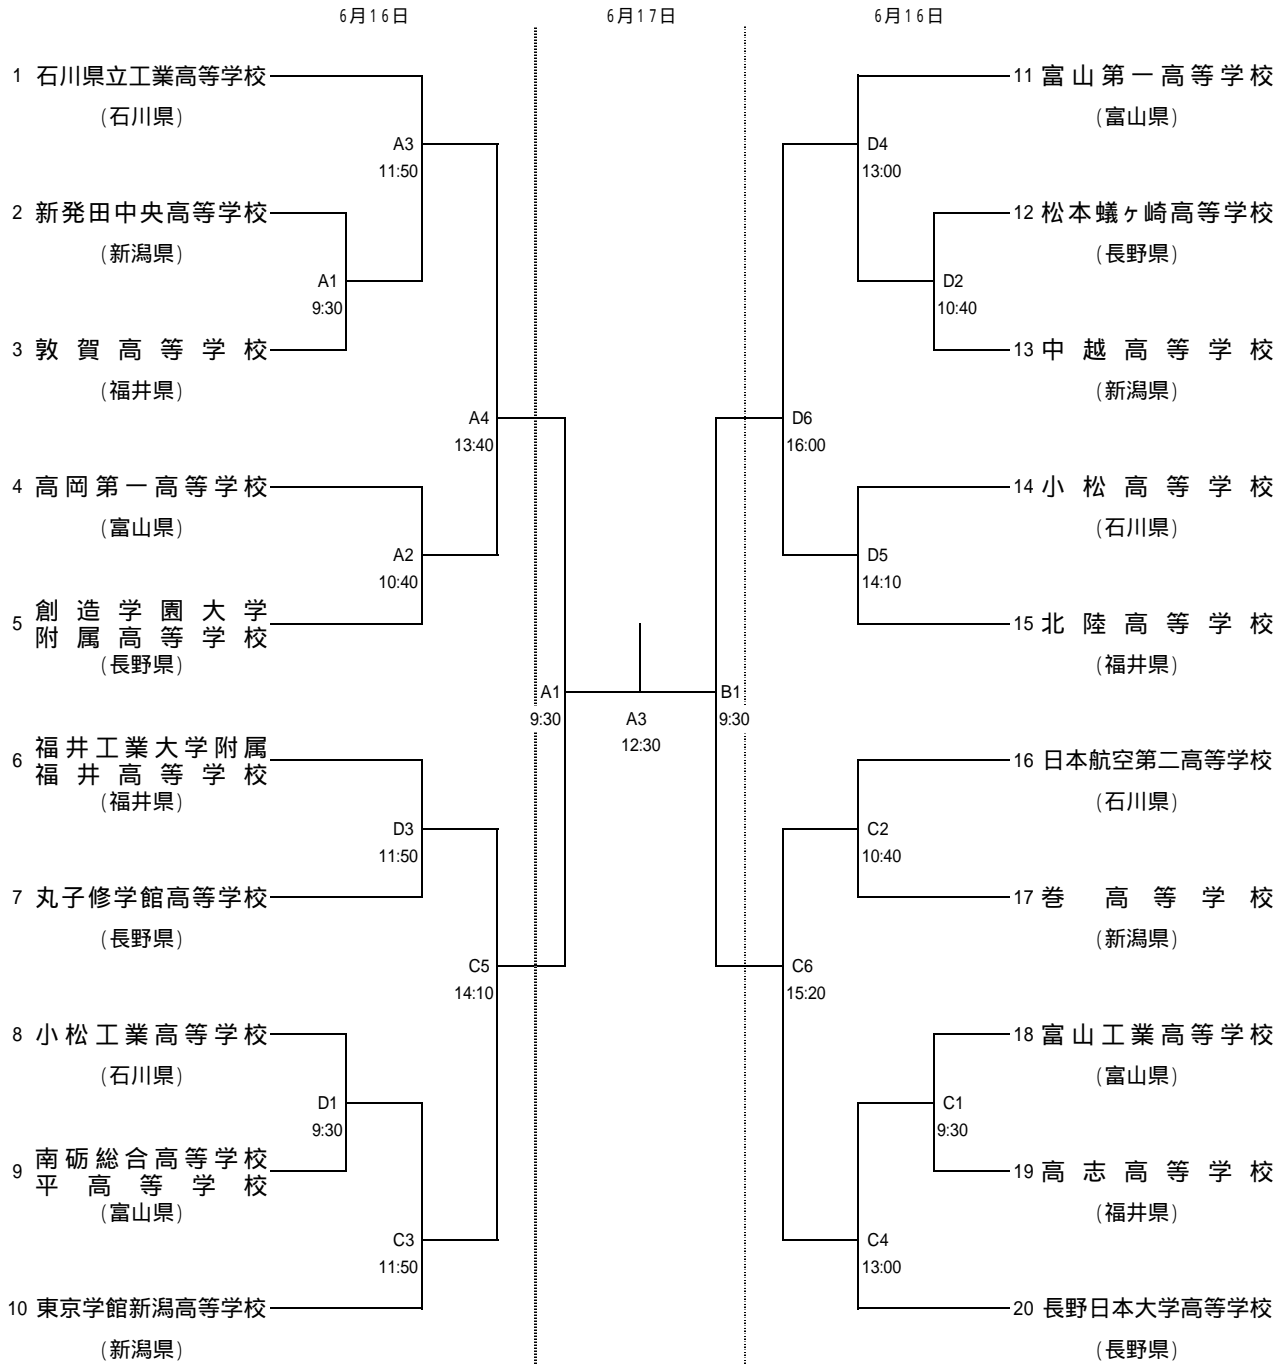 6月16日
6月17日
6月16日
1 石川県立工業高等学校
(石川県)
A3
11:50
2 新発田中央高等学校
(新潟県)
A1
9:30
3 敦賀高等学校
(福井県)
A4
13:40
4 高岡第一高等学校
(富山県)
A2
10:40
5 創造学園大学
附属高等学校
(長野県)
A1
9:30
6 福井工業大学附属
福井高等学校
(福井県)
D3
11:50
7 丸子修学館高等学校
(長野県)
C5
14:10
8 小松工業高等学校
(石川県)
D1
9:30
9 南砺総合高等学校
平高等学校
(富山県)
C3
11:50
10 東京学館新潟高等学校
(新潟県)
A3
12:30
11 富山第一高等学校
(富山県)
D4
13:00
12 松本蟻ヶ崎高等学校
(長野県)
D2
10:40
13 中越高等学校
(新潟県)
D6
16:00
14 小松高等学校
(石川県)
D5
14:10
15 北陸高等学校
(福井県)
B1
9:30
16 日本航空第二高等学校
(石川県)
C2
10:40
17 巻高等学校
(新潟県)
C6
15:20
18 富山工業高等学校
(富山県)
C1
9:30
19 高志高等学校
(福井県)
C4
13:00
20 長野日本大学高等学校
(長野県)